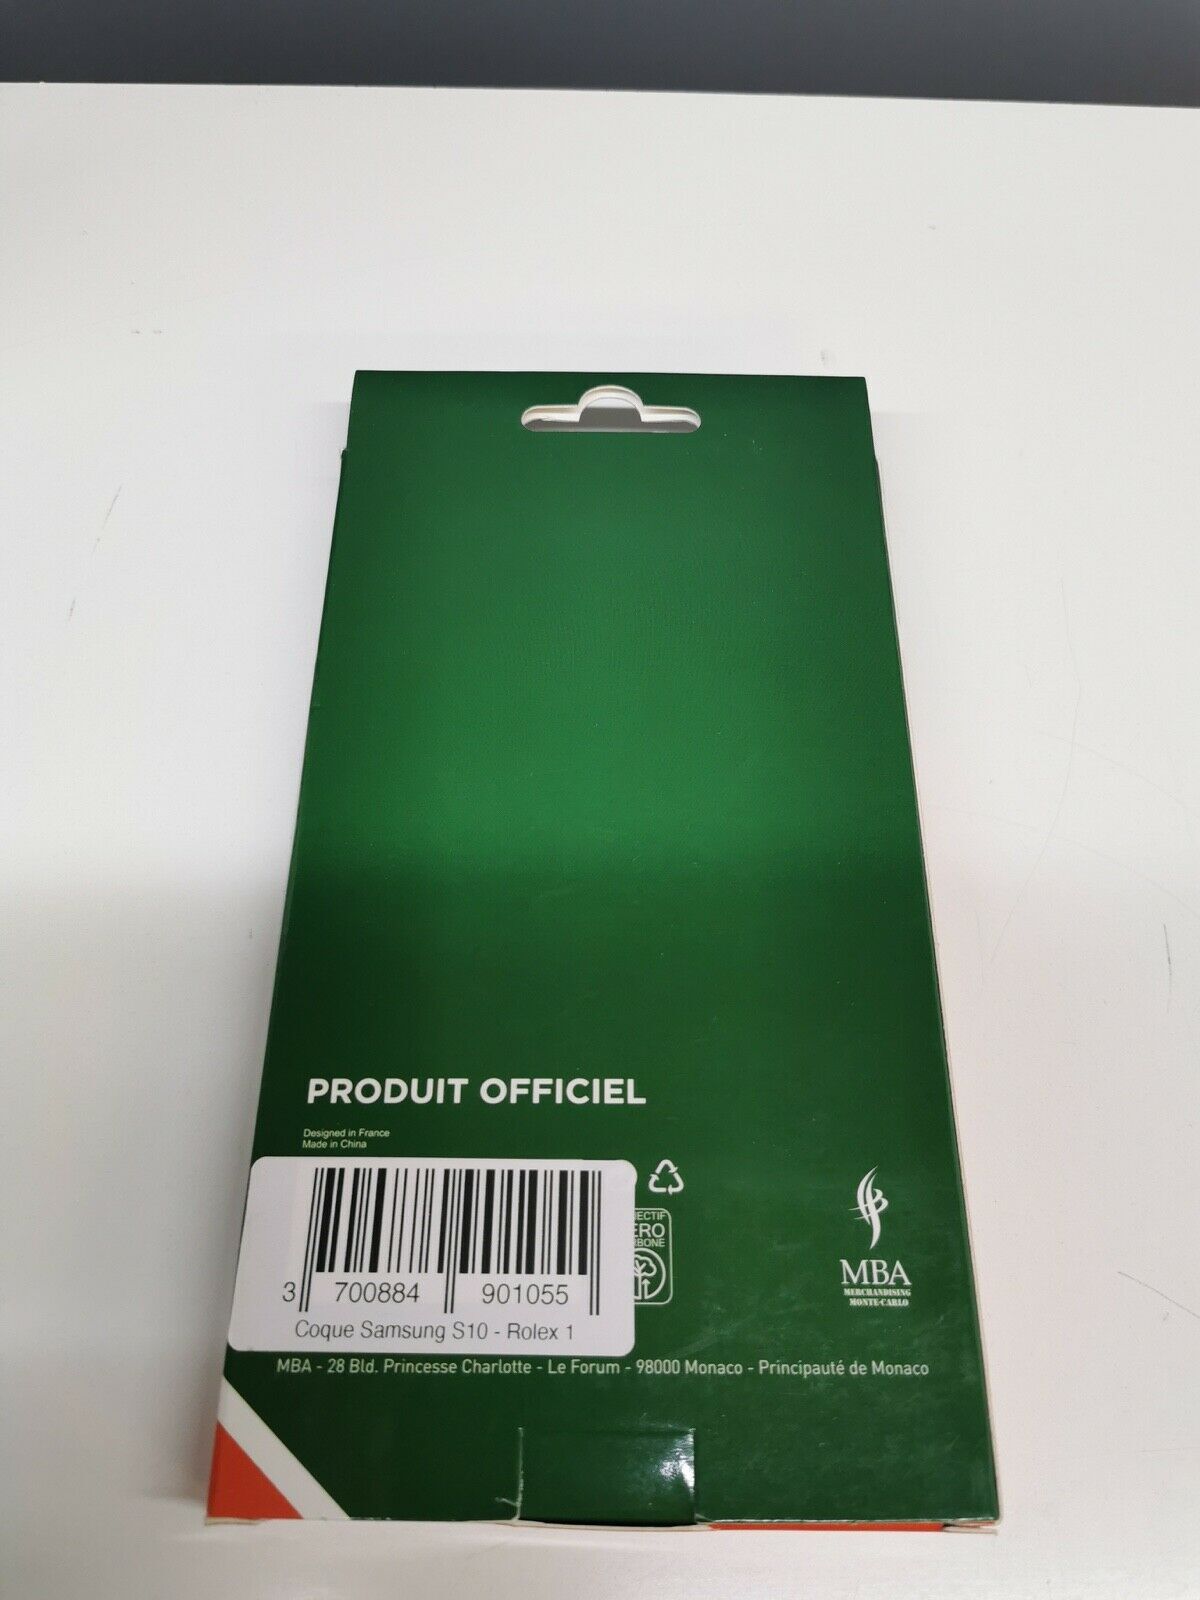 PRODUIT OFFICIEL
Designed in France
Made in China
3 700884 901055
Coque Samsung S10 - Rolex 1
MBA
MERCHANDISING
MONTE-CARLO
MBA - 28 Bld. Princesse Charlotte - Le Forum - 98000 Monaco - Principauté de Monaco